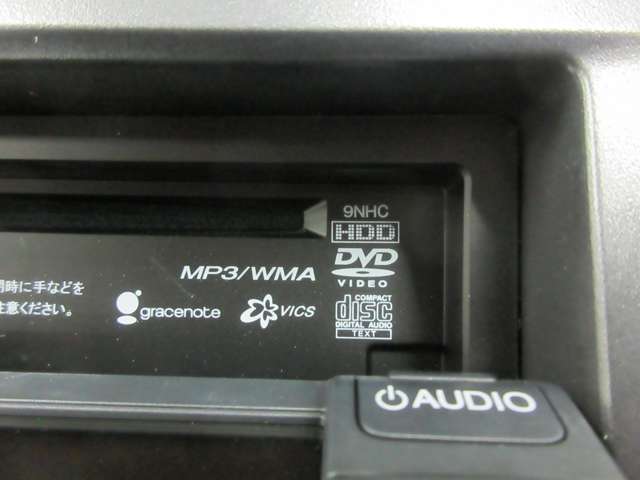 9NHC
HDD
MP3/WMA
DVD
VIDEO
時に手などを
注意ください。
gracenote
VICS
COMPACT
disc
DIGITAL AUDIO
TEXT
AUDIO